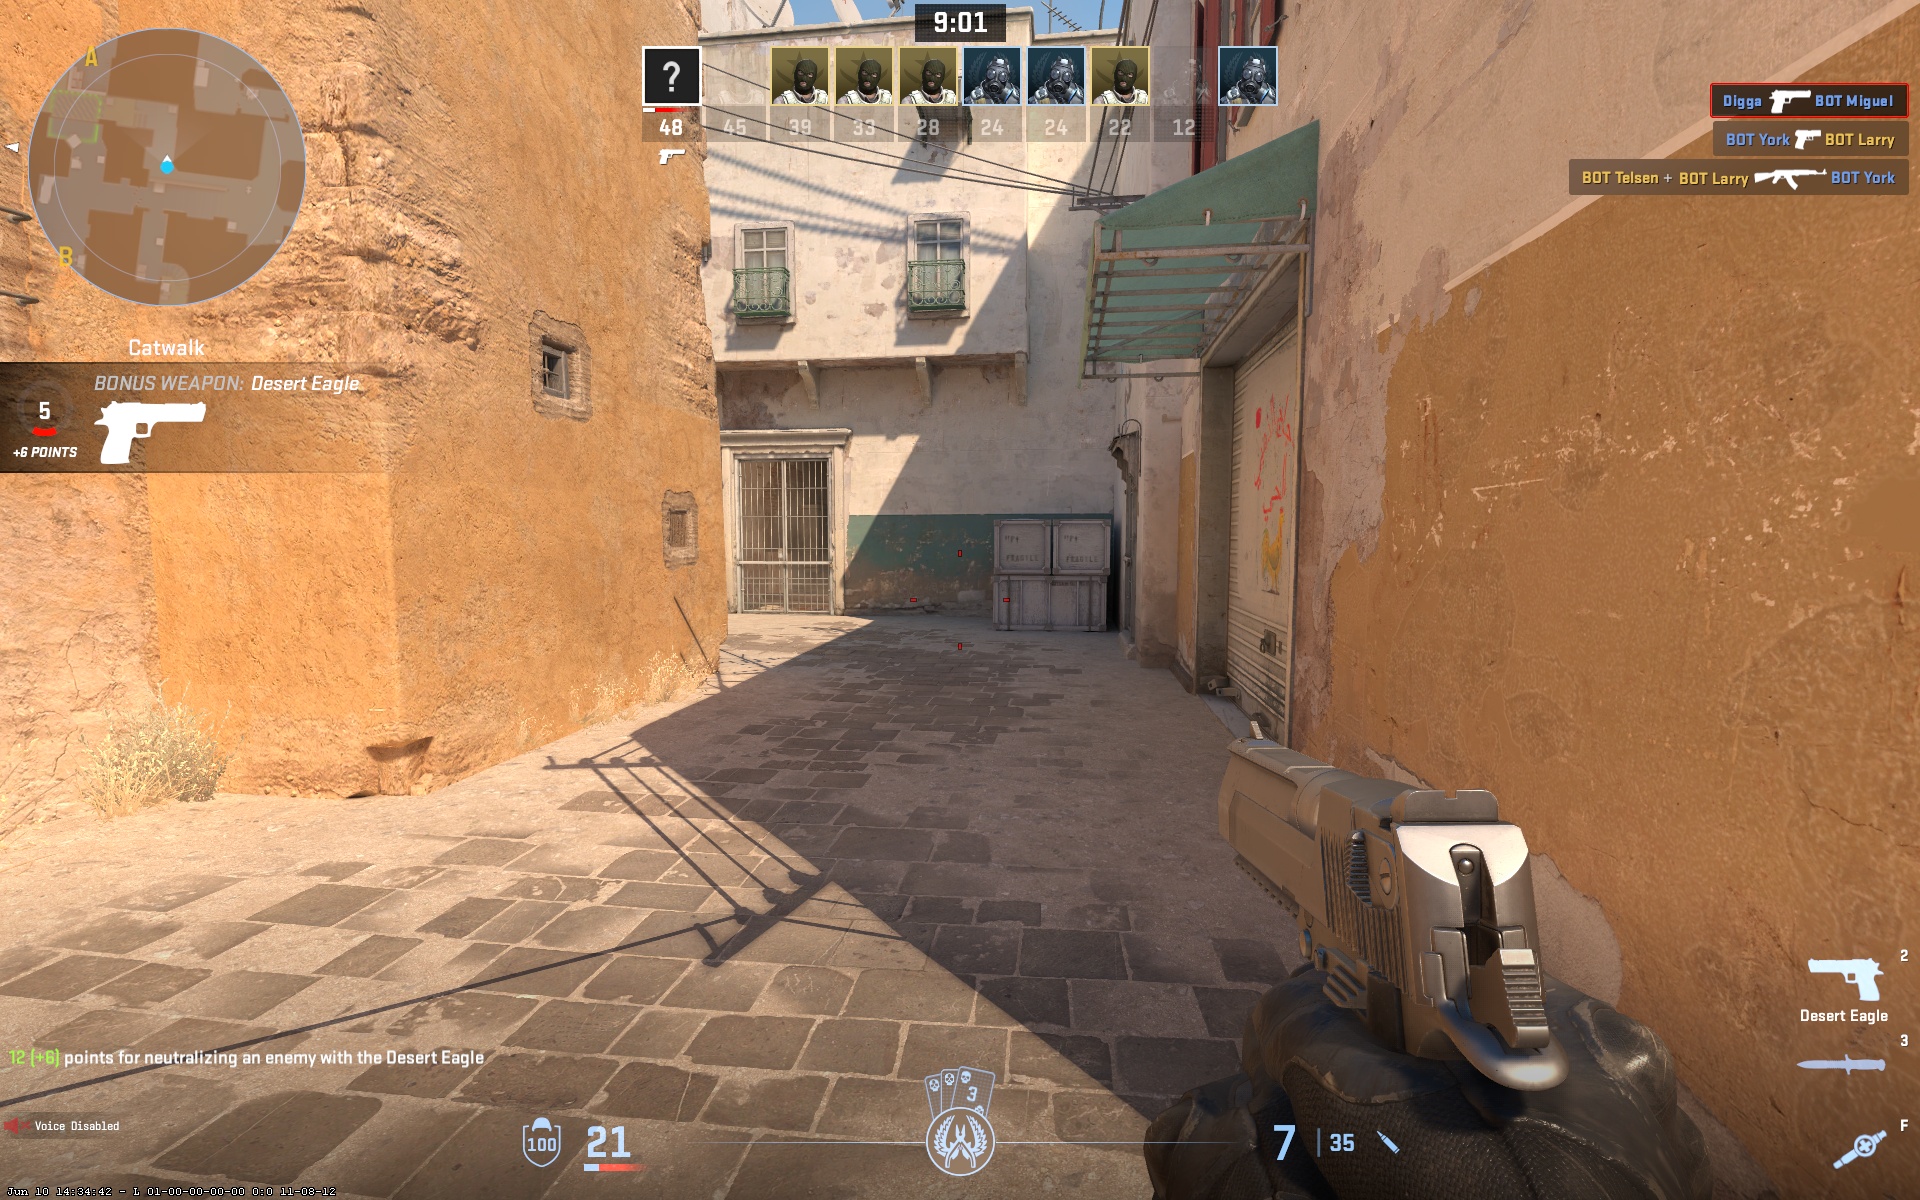 9:01
A
?
48
45
39
33
28
24
24
22
12
Digga BOT Miguel
BOT York BOT Larry
BOT Telsen + BOT Larry BOT York
B
Catwalk
BONUS WEAPON: Desert Eagle
5
+6 POINTS
2
Desert Eagle
3
12 (+6) points for neutralizing an enemy with the Desert Eagle
3
Voice Disabled
100
21
7 | 35
F
Jun 10 14:34:42 - L 01-00-00-00-00 0:0 11-08-12